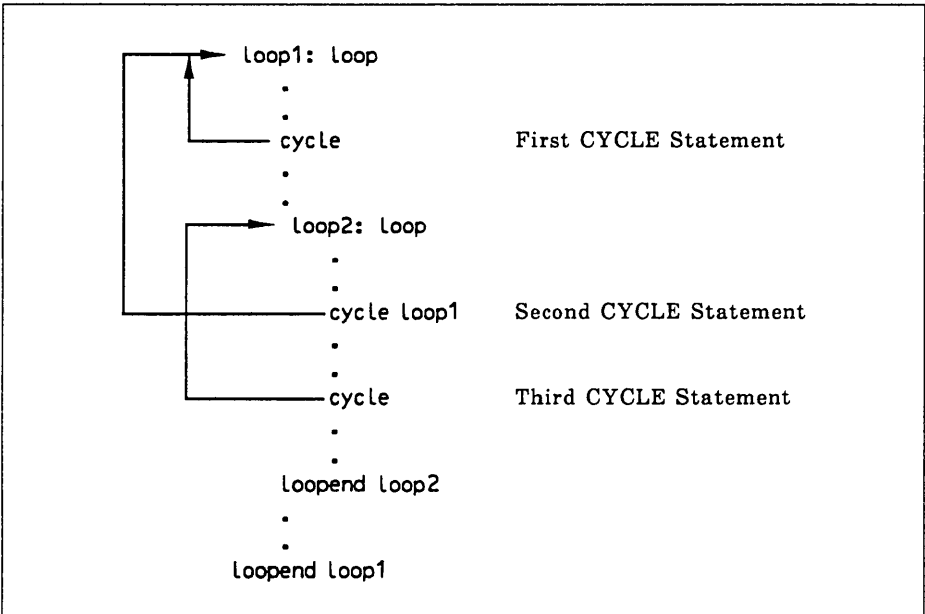 loop1: loop
.
.
cycle First CYCLE Statement
.
.
loop2: loop
.
.
cycle loop1 Second CYCLE Statement
.
.
cycle Third CYCLE Statement
.
.
loopend loop2
.
.
loopend loop1